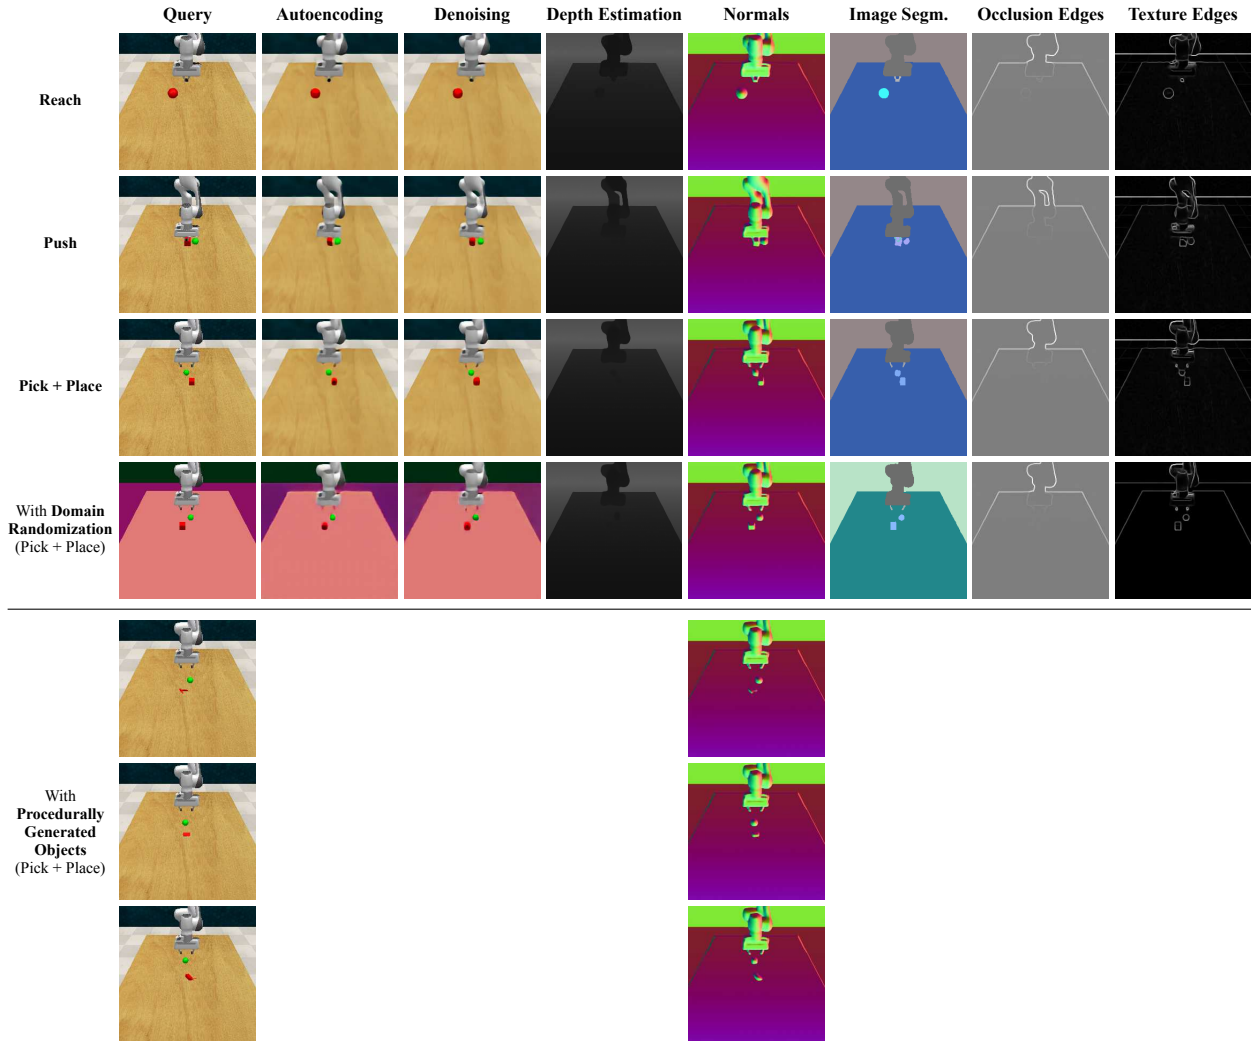 Query Autoencoding Denoising Depth Estimation Normals Image Segm. Occlusion Edges Texture Edges
Reach
Push
Pick + Place
With Domain
Randomization
(Pick + Place)
With
Procedurally
Generated
Objects
(Pick + Place)